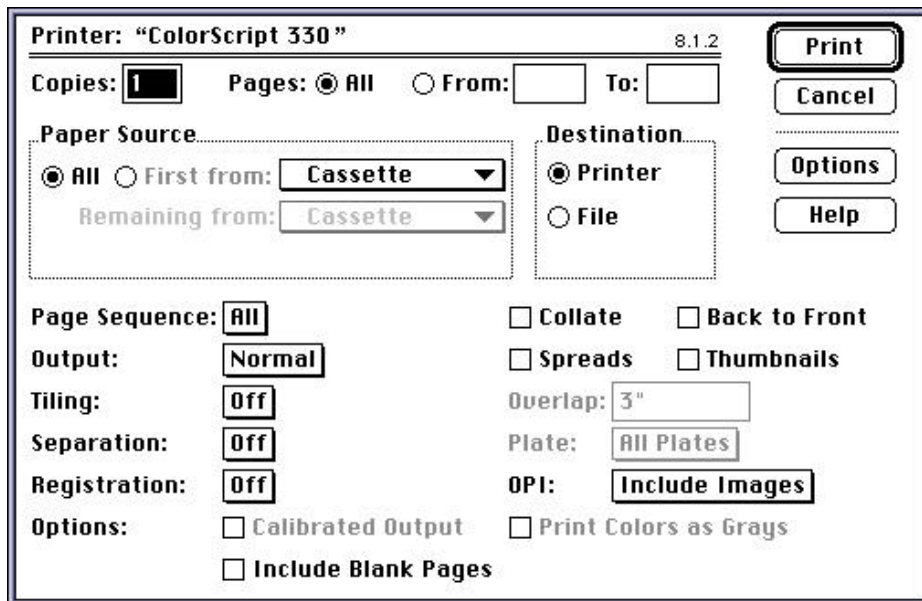 Printer: “ColorScript 330” 8.1.2
Print
Copies: 1 Pages: All From: To:
Cancel
Paper Source
Destination
All First from: Cassette
Printer
Options
Remaining from: Cassette
File
Help
Page Sequence: All
Collate Back to Front
Output: Normal
Spreads Thumbnails
Tiling: Off
Overlap: 3"
Separation: Off
Plate: All Plates
Registration: Off
OPI: Include Images
Options: Calibrated Output
Print Colors as Grays
Include Blank Pages